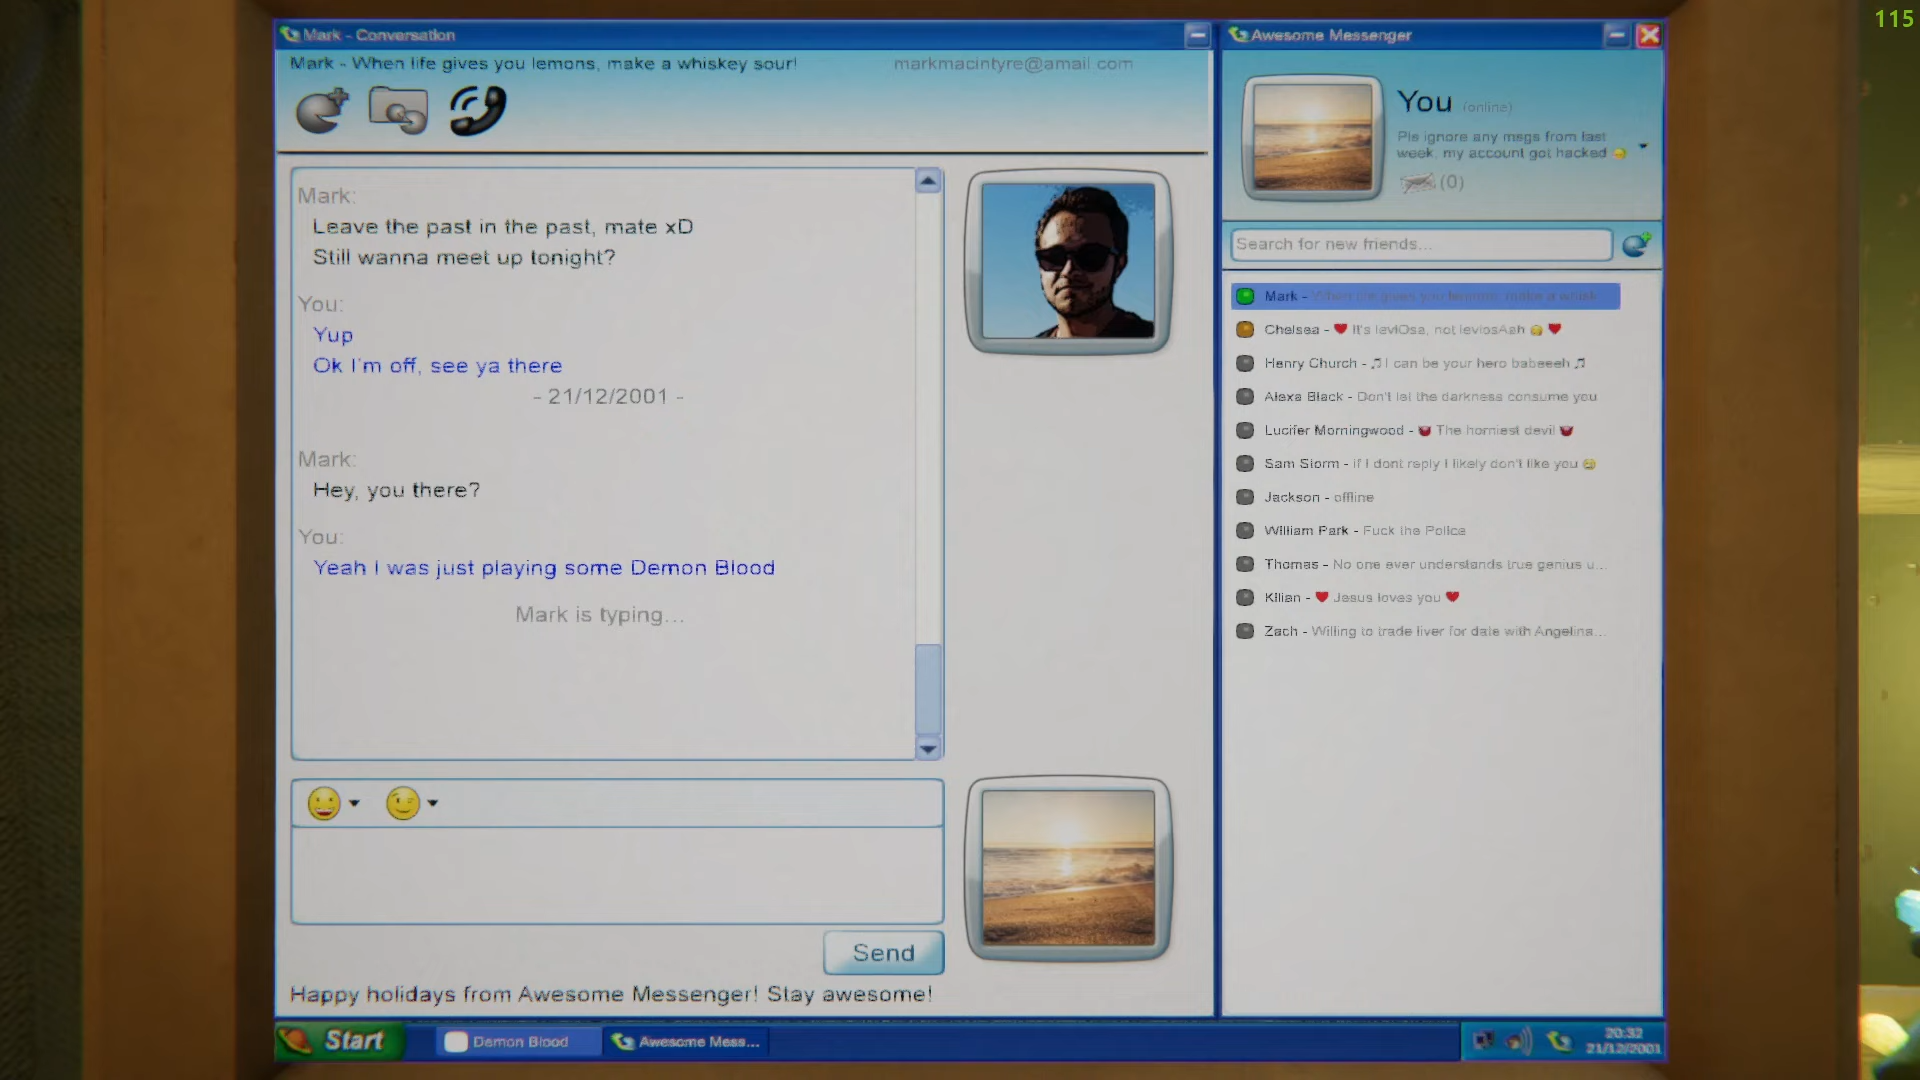 115
Mark - Conversation
Mark - When life gives you lemons, make a whiskey sour!
markmacintyre@amail.com
Mark:
Leave the past in the past, mate xD
Still wanna meet up tonight?
You:
Yup
Ok I'm off, see ya there
- 21/12/2001 -
Mark:
Hey, you there?
You:
Yeah I was just playing some Demon Blood
Mark is typing...
Send
Happy holidays from Awesome Messenger! Stay awesome!
Awesome Messenger
You (online)
Pls ignore any msgs from last
week, my account got hacked
(0)
Search for new friends...
Mark - When life gives you lemons, make a whisk
Chelsea - ❤ It's leviOsa, not leviosAah 😄 ❤
Henry Church - ♫ I can be your hero babeeeh ♫
Alexa Black - Don't let the darkness consume you
Lucifer Morningwood - The horniest devil
Sam Storm - if I dont reply I likely don't like you
Jackson - offline
William Park - Fuck the Police
Thomas - No one ever understands true genius u...
Kilian - ❤ Jesus loves you ❤
Zach - Willing to trade liver for date with Angelina...
Start
Demon Blood
Awesome Mess...
20:32
21/12/2001